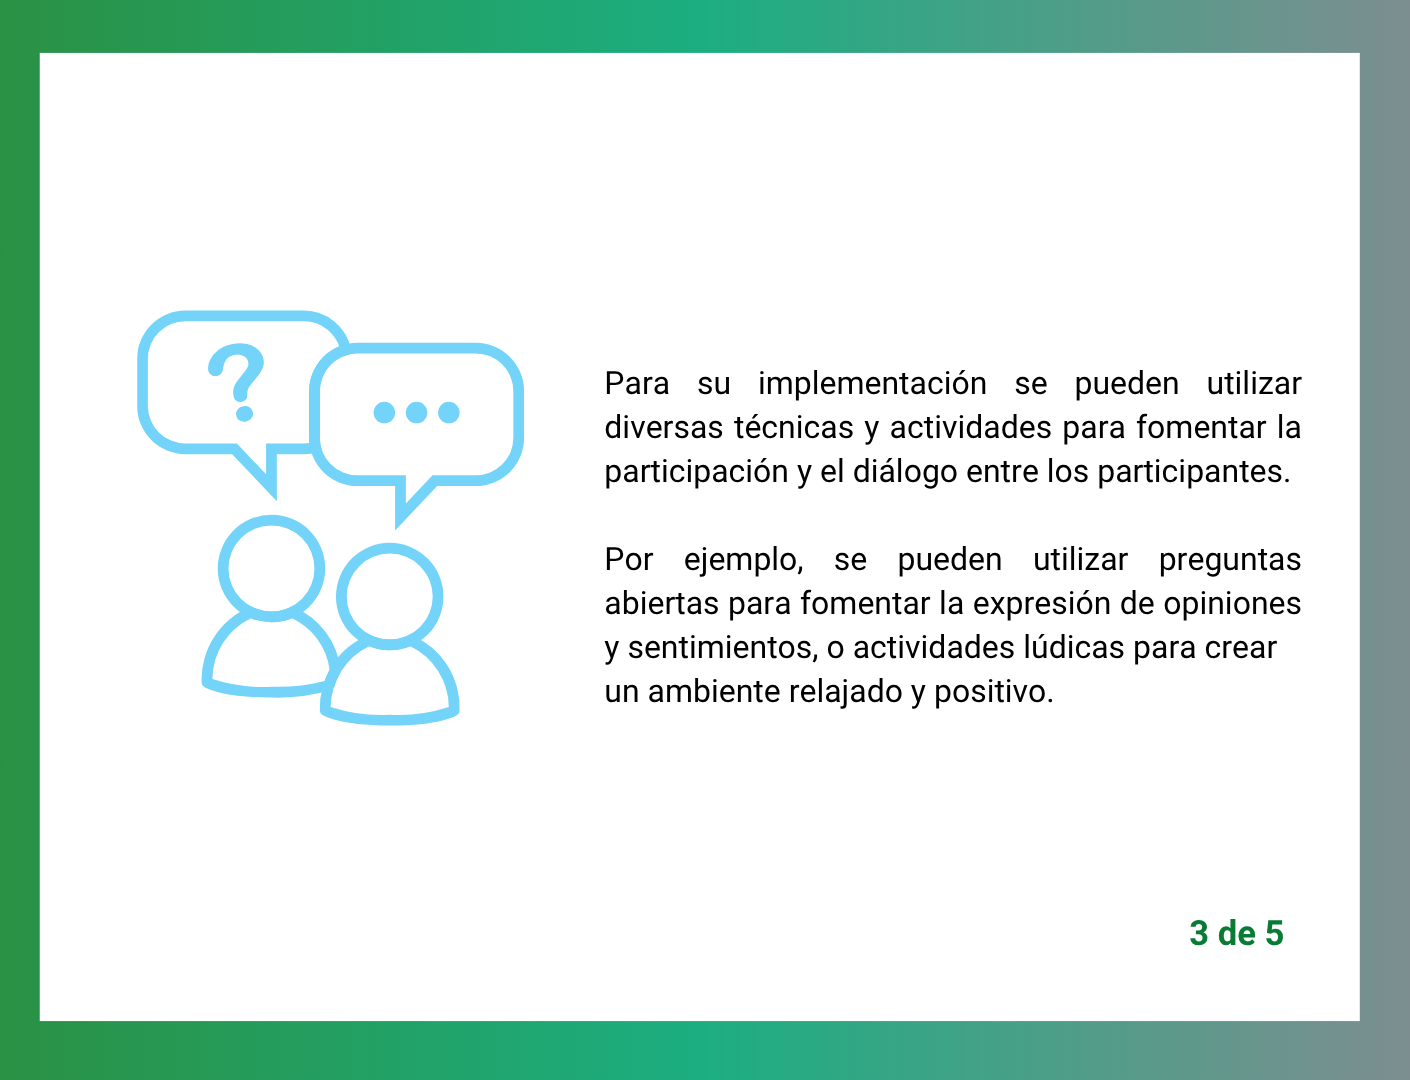 ?
Para su implementación se pueden utilizar
diversas técnicas y actividades para fomentar la
participación y el diálogo entre los participantes.
Por ejemplo, se pueden utilizar preguntas
abiertas para fomentar la expresión de opiniones
y sentimientos, o actividades lúdicas para crear
un ambiente relajado y positivo.
3 de 5